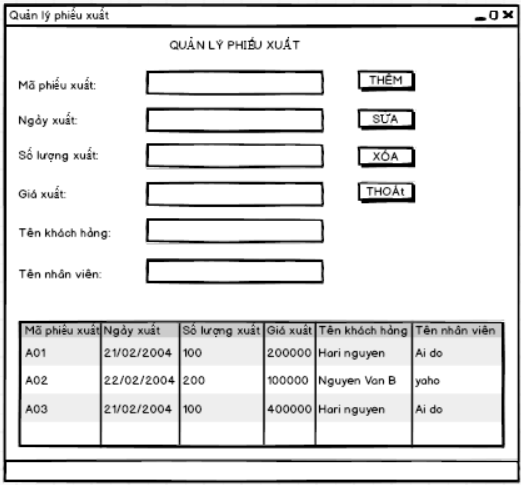 Quản lý phiếu xuất
QUẢN LÝ PHIẾU XUẤT
Mã phiếu xuất:
THÊM
Ngày xuất:
SỬA
Số lượng xuất:
XÓA
Giá xuất:
THOÁt
Tên khách hàng:
Tên nhân viên:
Mã phiếu xuất Ngày xuất Số lượng xuất Giá xuất Tên khách hàng Tên nhân viên
A01 21/02/2004 100 200000 Hari nguyen Ai do
A02 22/02/2004 200 100000 Nguyen Van B yaho
A03 21/02/2004 100 400000 Hari nguyen Ai do